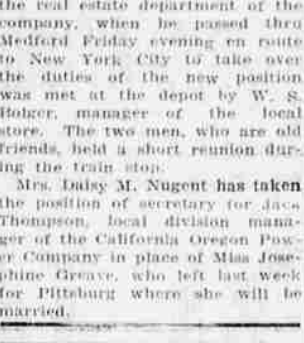 the real estate department of the
company, when he passed thro
Medford Friday evening en route
to New York City to take over
the duties of the new position
was met at the depot by W. S.
Bolger, manager of the local
store. The two men, who are old
friends, held a short reunion dur-
ing the train stop.
Mrs. Daisy M. Nugent has taken
the position of secretary for Jack
Thompson, local division mana-
ger of the California Oregon Pow-
er Company in place of Miss Jose-
phine Greave, who left last week
for Pittsburg where she will be
married.